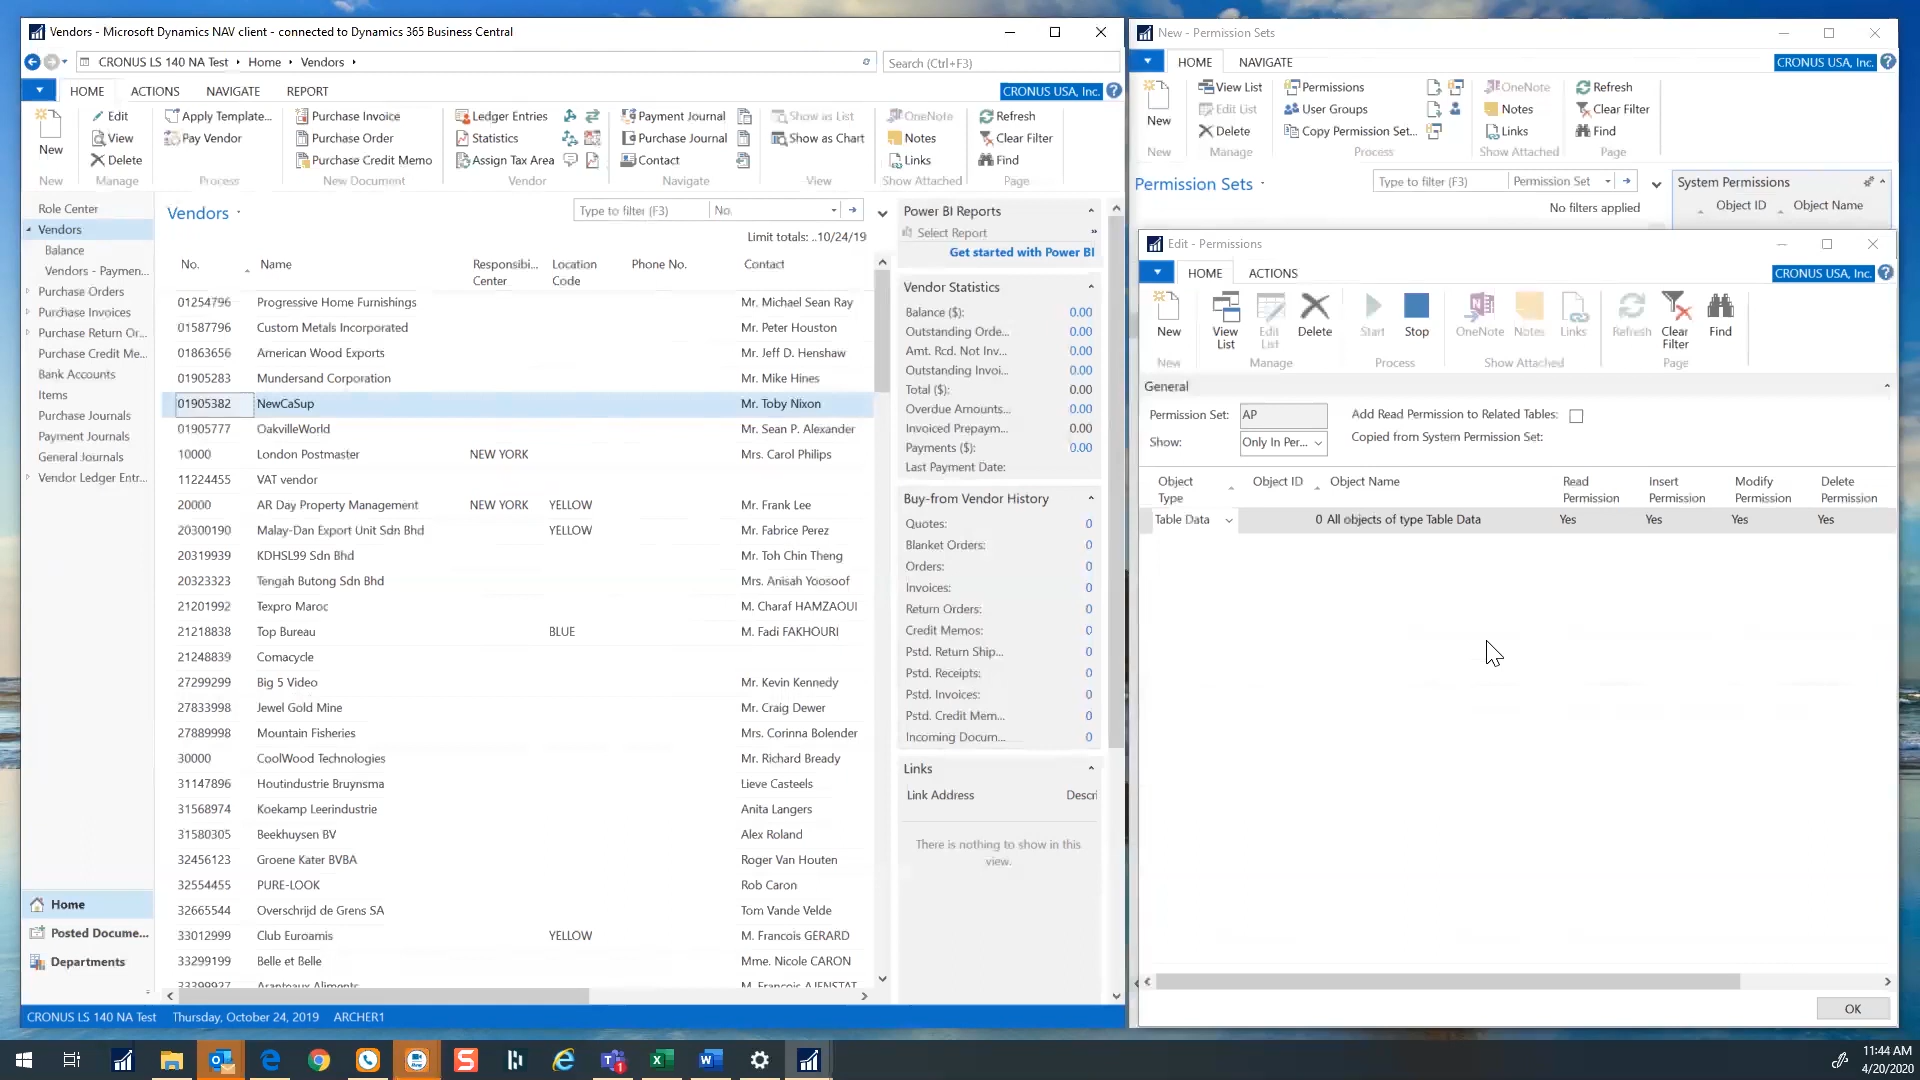 Vendors - Microsoft Dynamics NAV client - connected to Dynamics 365 Business Central
CRONUS LS 140 NA Test
Home
Vendors
Search (Ctrl+F3)
HOME
ACTIONS
NAVIGATE
REPORT
CRONUS USA, Inc.
New
Edit
View
Delete
Apply Template...
Pay Vendor
Purchase Invoice
Purchase Order
Purchase Credit Memo
Ledger Entries
Statistics
Assign Tax Area
Payment Journal
Purchase Journal
Contact
Show as List
Show as Chart
OneNote
Notes
Links
Refresh
Clear Filter
Find
New
Manage
Process
New Document
Vendor
Navigate
View
Show Attached
Page
Role Center
Vendors
Balance
Vendors - Paymen...
Purchase Orders
Purchase Invoices
Purchase Return Or...
Purchase Credit Me...
Bank Accounts
Items
Purchase Journals
Payment Journals
General Journals
Vendor Ledger Entr...
Home
Posted Docume...
Departments
Vendors
Type to filter (F3)
No.
Limit totals: ..10/24/19
No. Name Responsibi... Center Location Code Phone No. Contact
01254796 Progressive Home Furnishings Mr. Michael Sean Ray
01587796 Custom Metals Incorporated Mr. Peter Houston
01863656 American Wood Exports Mr. Jeff D. Henshaw
01905283 Mundersand Corporation Mr. Mike Hines
01905382 NewCaSup Mr. Toby Nixon
01905777 OakvilleWorld Mr. Sean P. Alexander
10000 London Postmaster NEW YORK Mrs. Carol Philips
11224455 VAT vendor
20000 AR Day Property Management NEW YORK YELLOW Mr. Frank Lee
20300190 Malay-Dan Export Unit Sdn Bhd YELLOW Mr. Fabrice Perez
20319939 KDHSL99 Sdn Bhd Mr. Toh Chin Theng
20323323 Tengah Butong Sdn Bhd Mrs. Anisah Yoosoof
21201992 Texpro Maroc M. Charaf HAMZAOUI
21218838 Top Bureau BLUE M. Fadi FAKHOURI
21248839 Comacycle
27299299 Big 5 Video Mr. Kevin Kennedy
27833998 Jewel Gold Mine Mr. Craig Dewer
27889998 Mountain Fisheries Mrs. Corinna Bolender
30000 CoolWood Technologies Mr. Richard Bready
31147896 Houtindustrie Bruynsma Lieve Casteels
31568974 Koekamp Leerindustrie Anita Langers
31580305 Beekhuysen BV Alex Roland
32456123 Groene Kater BVBA Roger Van Houten
32554455 PURE-LOOK Rob Caron
32665544 Overschrijd de Grens SA Tom Vande Velde
33012999 Club Euroamis YELLOW M. Francois GERARD
33299199 Belle et Belle Mme. Nicole CARON
33299927 Aranteaux Aliments M. Francois AJENSTAT
Power BI Reports
Select Report
Get started with Power BI
Vendor Statistics
Balance ($): 0.00
Outstanding Orde... 0.00
Amt. Rcd. Not Inv... 0.00
Outstanding Invoi... 0.00
Total ($): 0.00
Overdue Amounts... 0.00
Invoiced Prepaym... 0.00
Payments ($): 0.00
Last Payment Date:
Buy-from Vendor History
Quotes: 0
Blanket Orders: 0
Orders: 0
Invoices: 0
Return Orders: 0
Credit Memos: 0
Pstd. Return Ship... 0
Pstd. Receipts: 0
Pstd. Invoices: 0
Pstd. Credit Mem... 0
Incoming Docum... 0
Links
Link Address Descri
There is nothing to show in this
view.
CRONUS LS 140 NA Test Thursday, October 24, 2019 ARCHER1
New - Permission Sets
HOME
NAVIGATE
CRONUS USA, Inc.
New
View List
Edit List
Delete
Permissions
User Groups
Copy Permission Set...
OneNote
Notes
Links
Refresh
Clear Filter
Find
New
Manage
Process
Show Attached
Page
Permission Sets
Type to filter (F3)
Permission Set
No filters applied
System Permissions
Object ID Object Name
Edit - Permissions
HOME
ACTIONS
CRONUS USA, Inc.
New
View List
Edit List
Delete
Start
Stop
OneNote
Notes
Links
Refresh
Clear Filter
Find
New
Manage
Process
Show Attached
Page
General
Permission Set: AP
Add Read Permission to Related Tables:
Show: Only In Per...
Copied from System Permission Set:
Object Type Object ID Object Name Read Permission Insert Permission Modify Permission Delete Permission
Table Data 0 All objects of type Table Data Yes Yes Yes Yes
OK
11:44 AM
4/20/2020